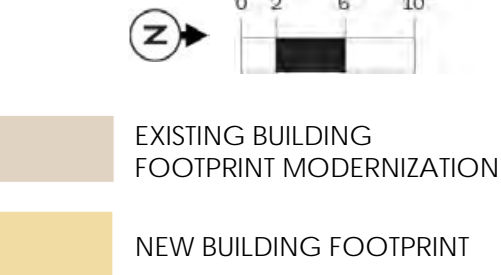 0 2 6 10
N
EXISTING BUILDING
FOOTPRINT MODERNIZATION
NEW BUILDING FOOTPRINT